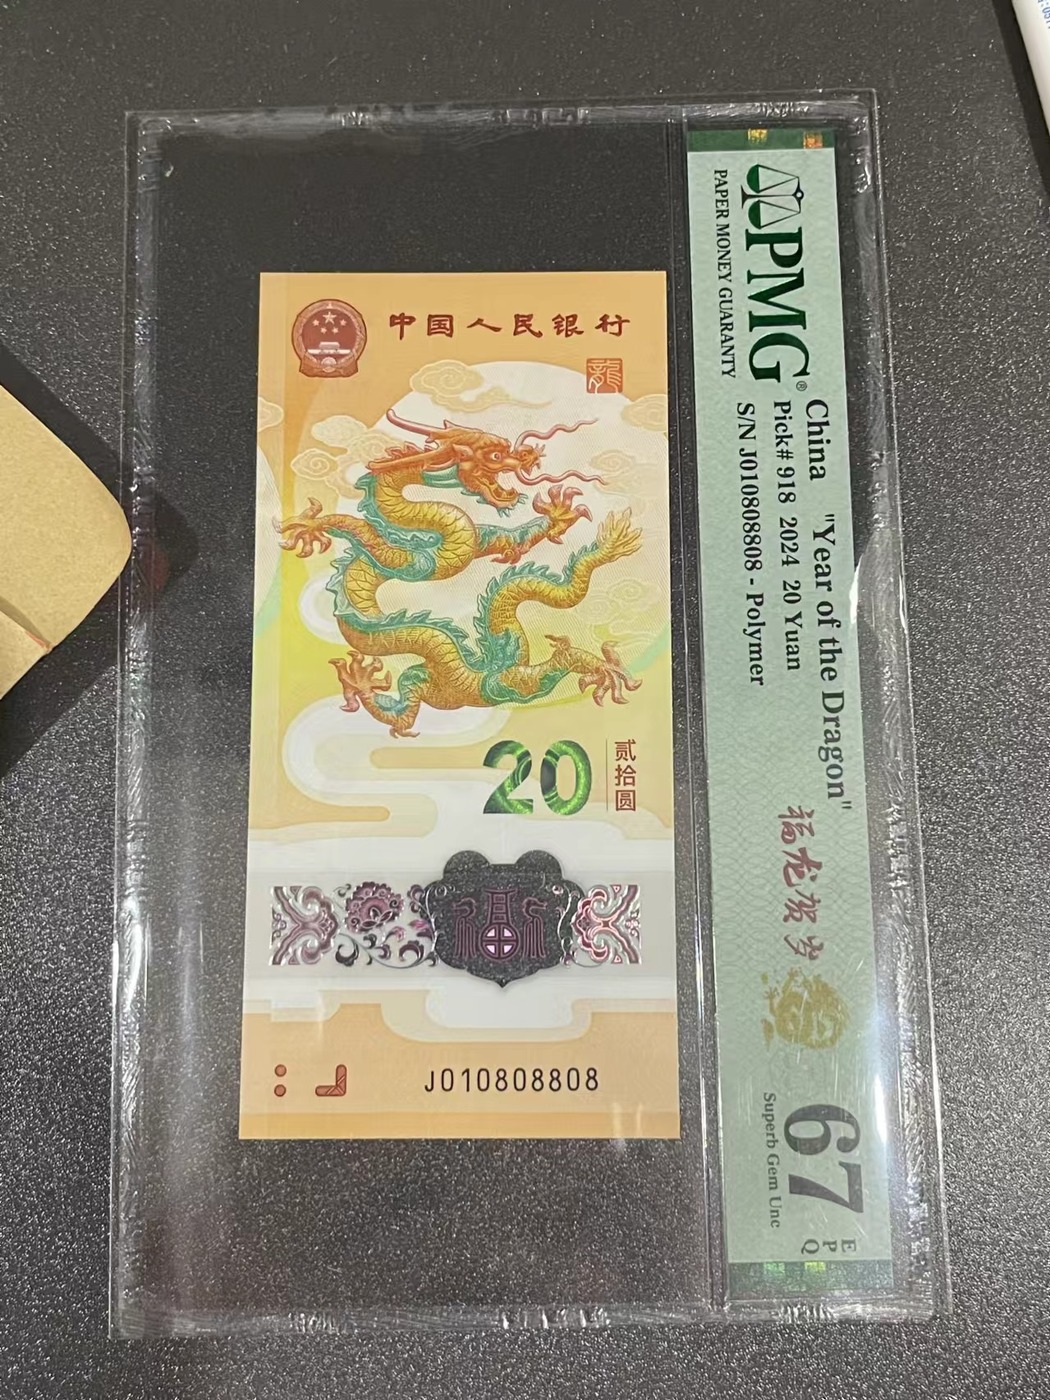 中国人民银行
龍
20
贰拾圆
J010808808
PMG®
PAPER MONEY GUARANTY
China "Year of the Dragon"
Pick# 918 2024 20 Yuan
S/N J010808808 - Polymer
福龙贺岁
67
EPQ
Superb Gem Unc